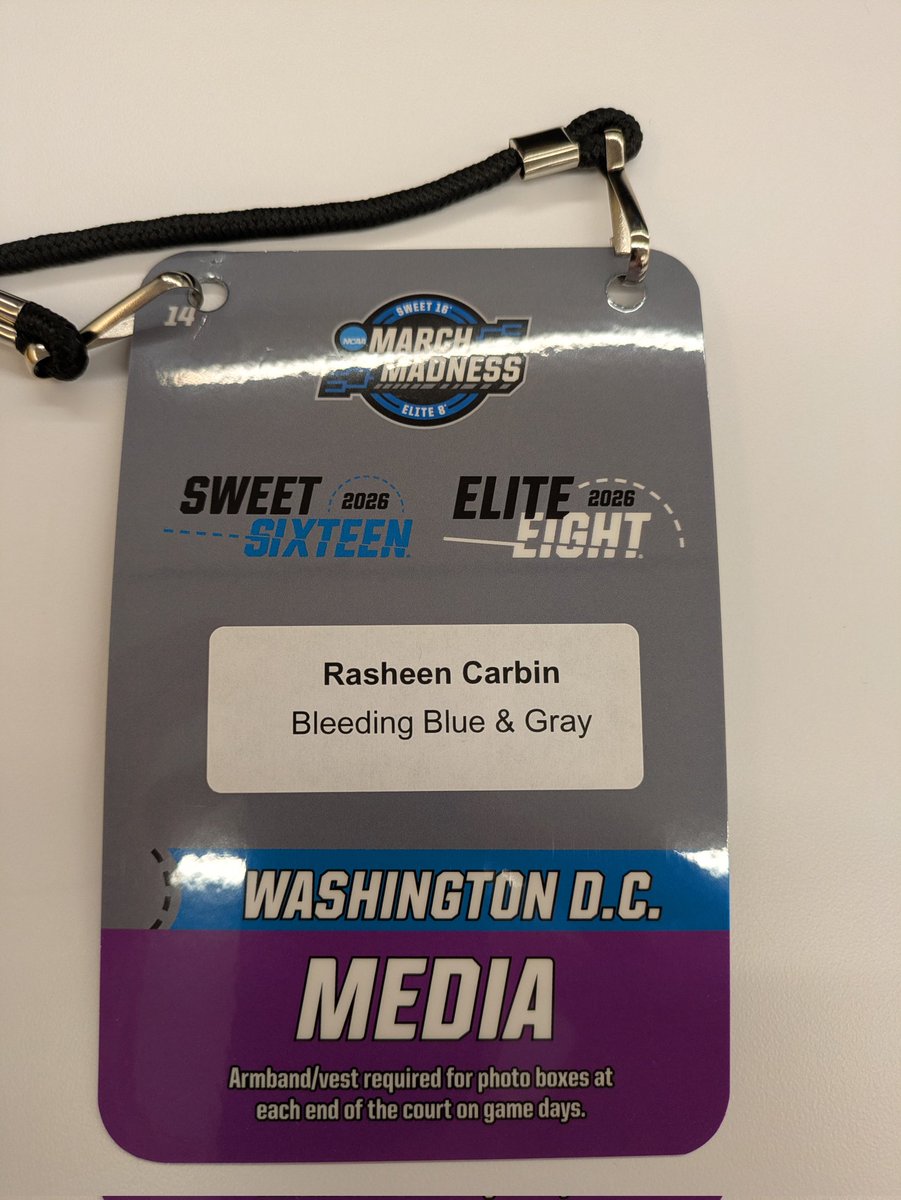 14
SWEET 16
NCAA
MARCH
MADNESS
ELITE 8
SWEET 2026
SIXTEEN
ELITE 2026
EIGHT
Rasheen Carbin
Bleeding Blue & Gray
WASHINGTON D.C.
MEDIA
Armband/vest required for photo boxes at
each end of the court on game days.